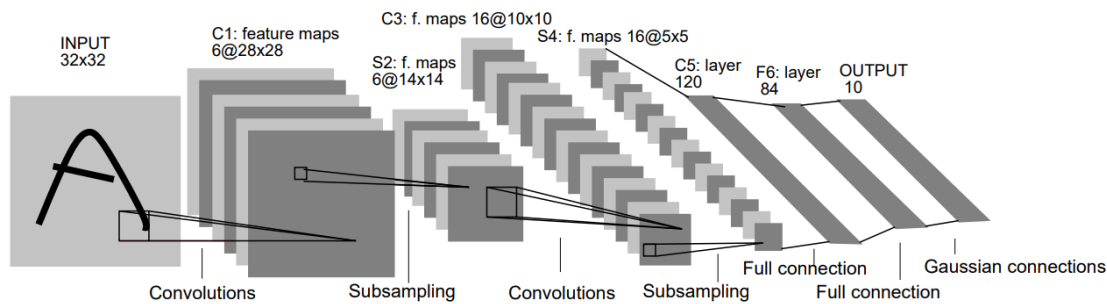 INPUT
32x32
C1: feature maps
6@28x28
S2: f. maps
6@14x14
C3: f. maps 16@10x10
S4: f. maps 16@5x5
C5: layer
120
F6: layer
84
OUTPUT
10
Convolutions
Subsampling
Convolutions
Subsampling
Full connection
Full connection
Gaussian connections